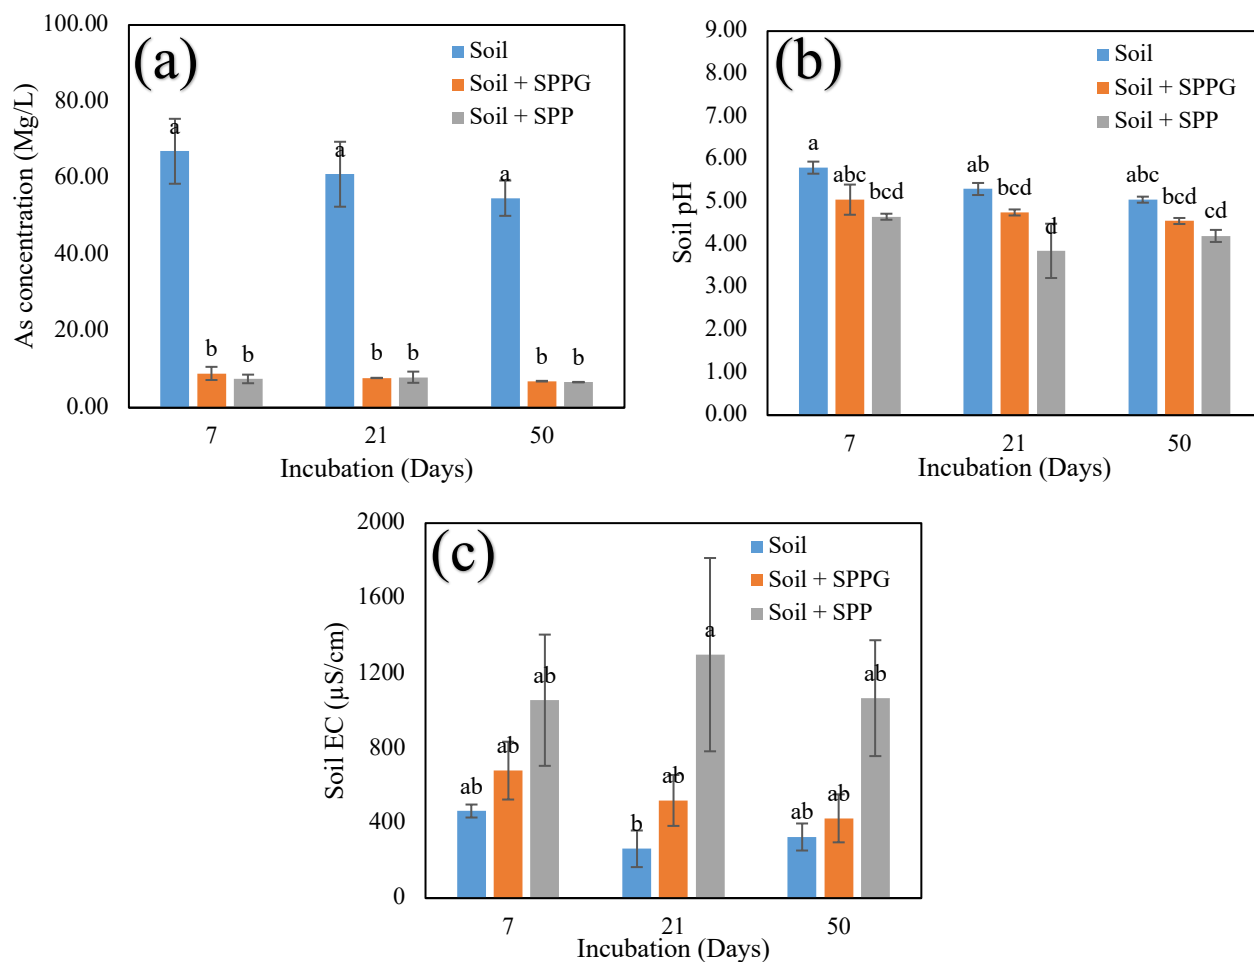 (a)
As concentration (Mg/L)
100.00
80.00
60.00
40.00
20.00
0.00
Soil
Soil + SPPG
Soil + SPP
a
a
a
b b
b b
b b
7 21 50
Incubation (Days)
(b)
Soil pH
9.00
8.00
7.00
6.00
5.00
4.00
3.00
2.00
1.00
0.00
Soil
Soil + SPPG
Soil + SPP
a
abc
bcd
ab
bcd
d
abc
bcd
cd
7 21 50
Incubation (Days)
(c)
Soil EC (µS/cm)
2000
1600
1200
800
400
0
Soil
Soil + SPPG
Soil + SPP
ab
ab
ab
b
ab
a
ab
ab
ab
7 21 50
Incubation (Days)